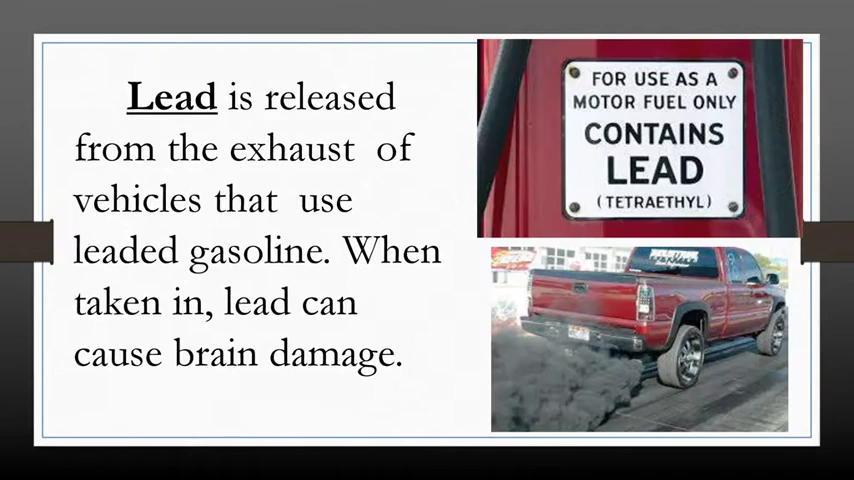 Lead is released
from the exhaust of
vehicles that use
leaded gasoline. When
taken in, lead can
cause brain damage.
FOR USE AS A
MOTOR FUEL ONLY
CONTAINS
LEAD
(TETRAETHYL)